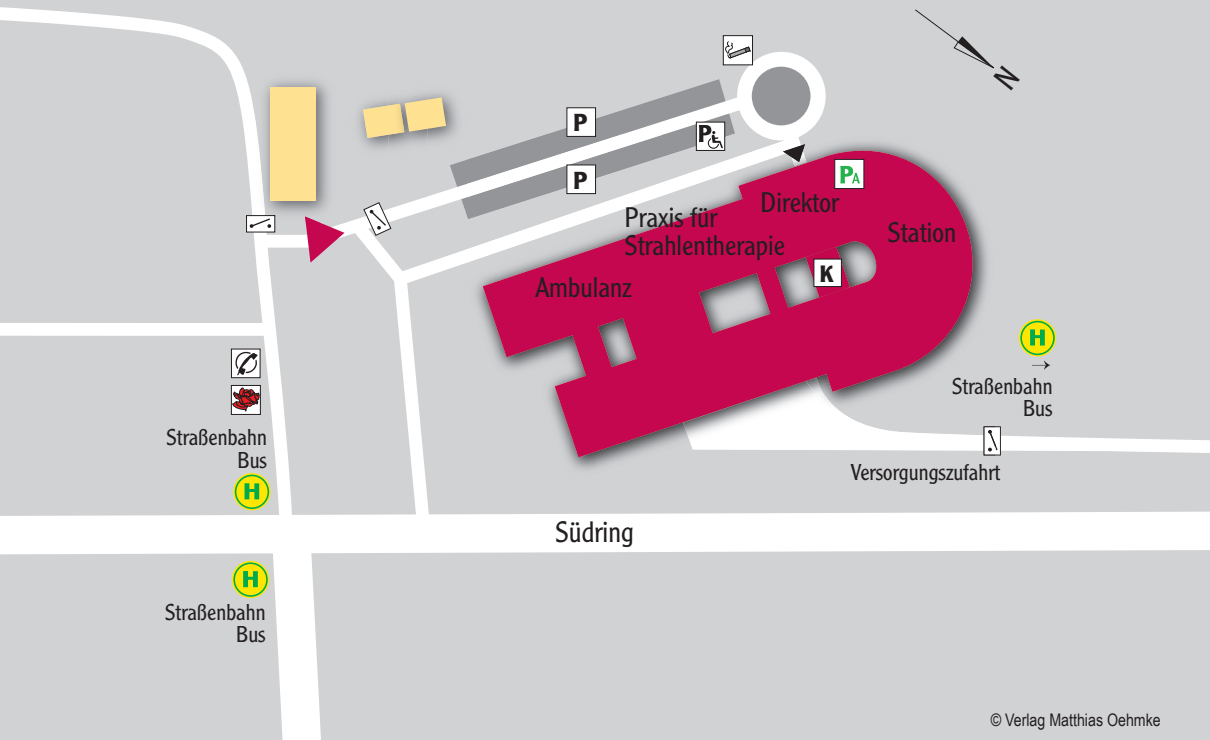 N
P
P
P
PA
Direktor
Praxis für
Strahlentherapie
Station
K
Ambulanz
H
→
Straßenbahn
Bus
Straßenbahn
Bus
H
Versorgungszufahrt
Südring
H
Straßenbahn
Bus
© Verlag Matthias Oehmke